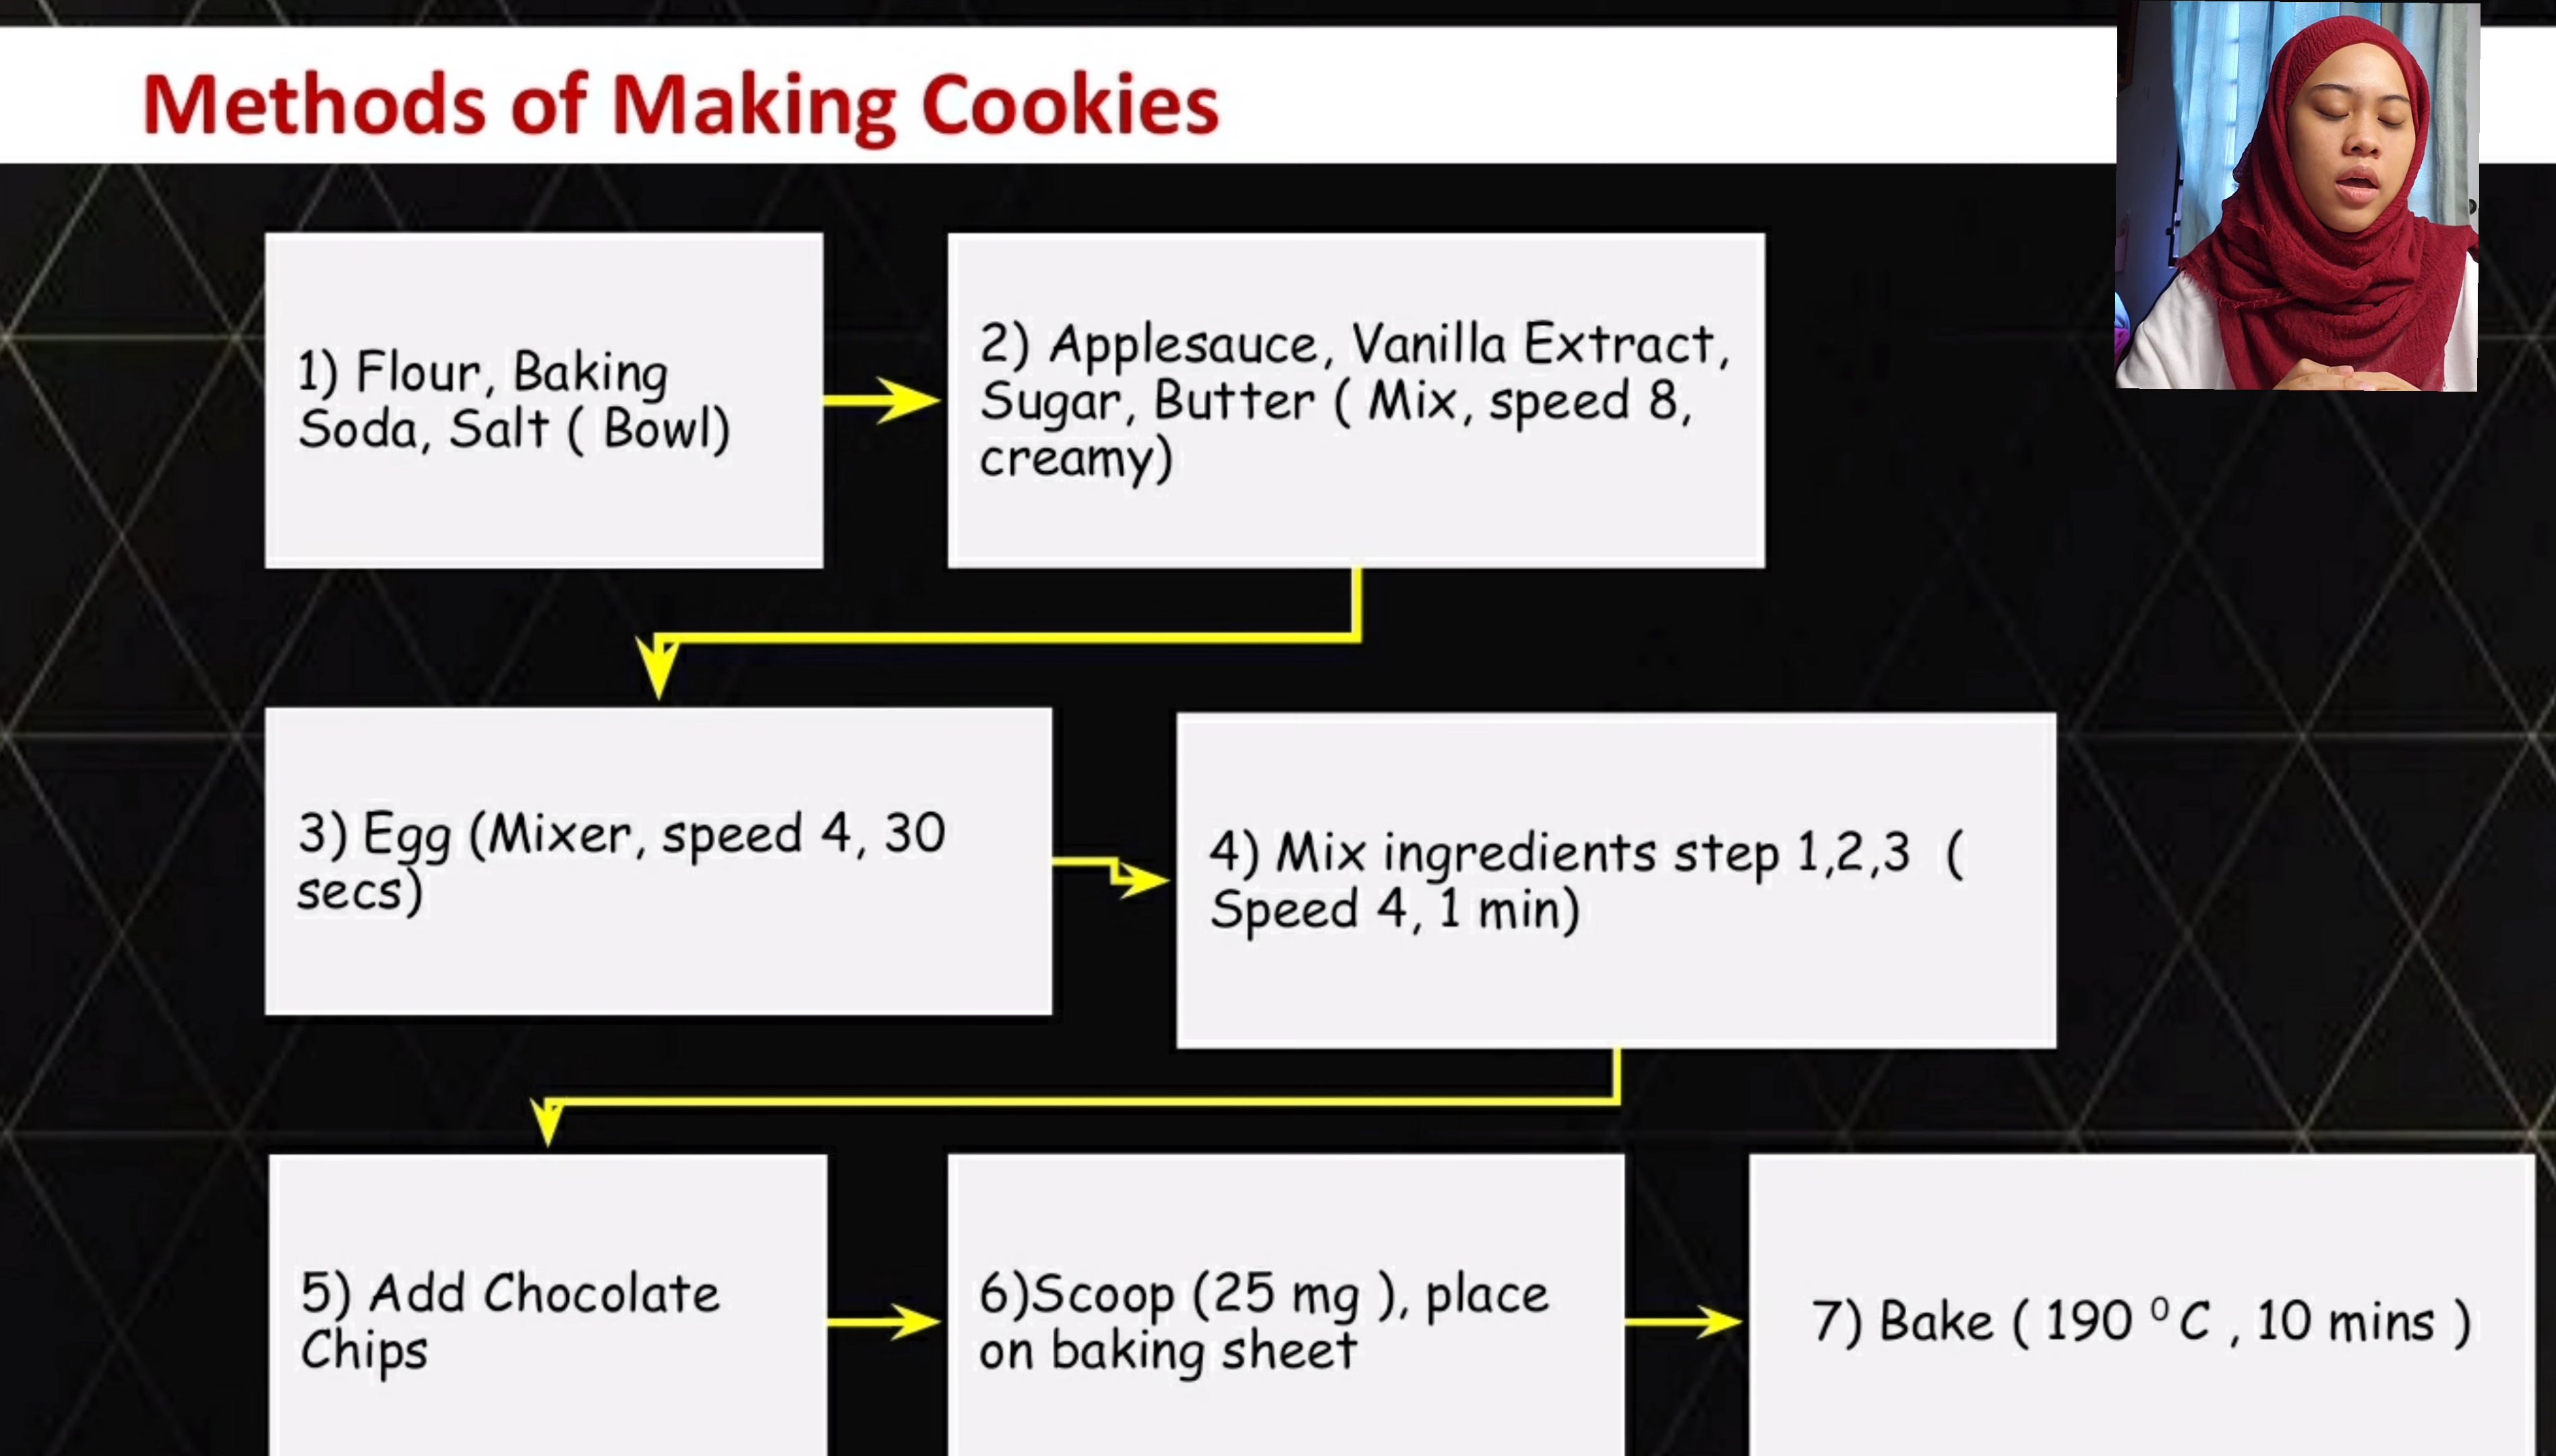 Methods of Making Cookies
1) Flour, Baking
Soda, Salt ( Bowl)
2) Applesauce, Vanilla Extract,
Sugar, Butter ( Mix, speed 8,
creamy)
3) Egg (Mixer, speed 4, 30
secs)
4) Mix ingredients step 1,2,3 (
Speed 4, 1 min)
5) Add Chocolate
Chips
6)Scoop (25 mg ), place
on baking sheet
7) Bake ( 190 ⁰C , 10 mins )